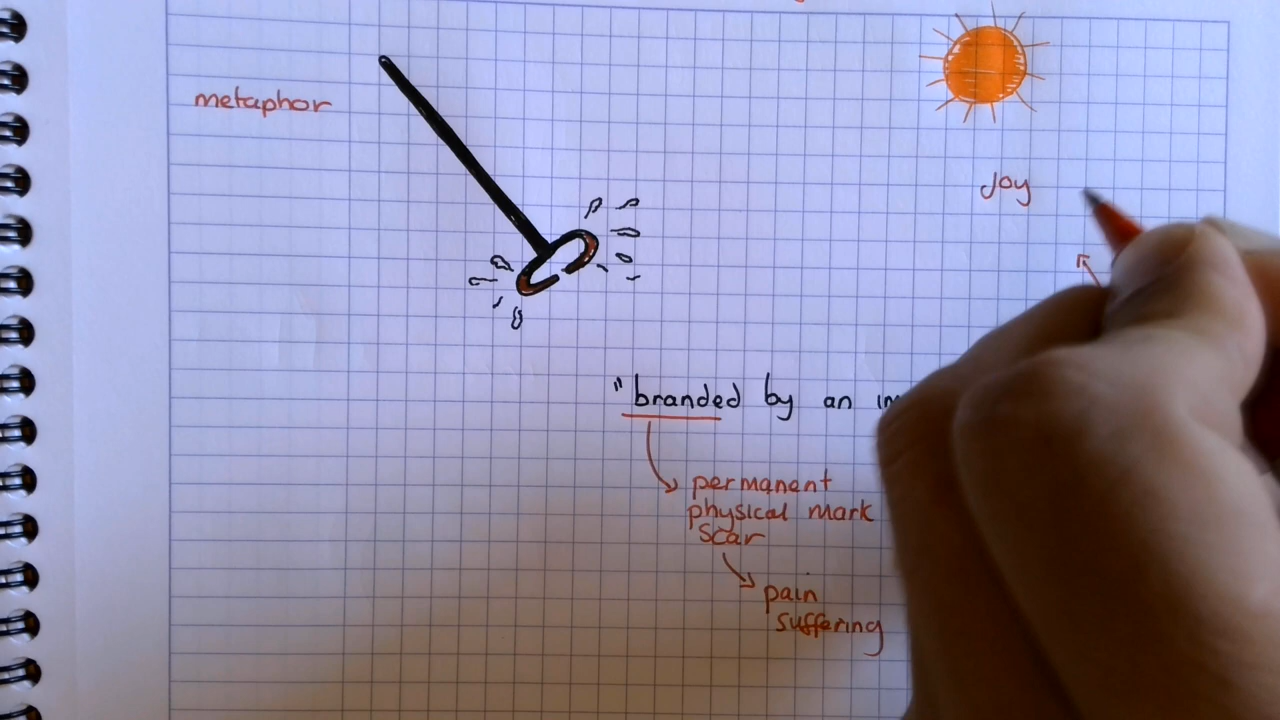 metaphor
Joy
"branded by an
permanent
physical mark
scar
pain
suffering